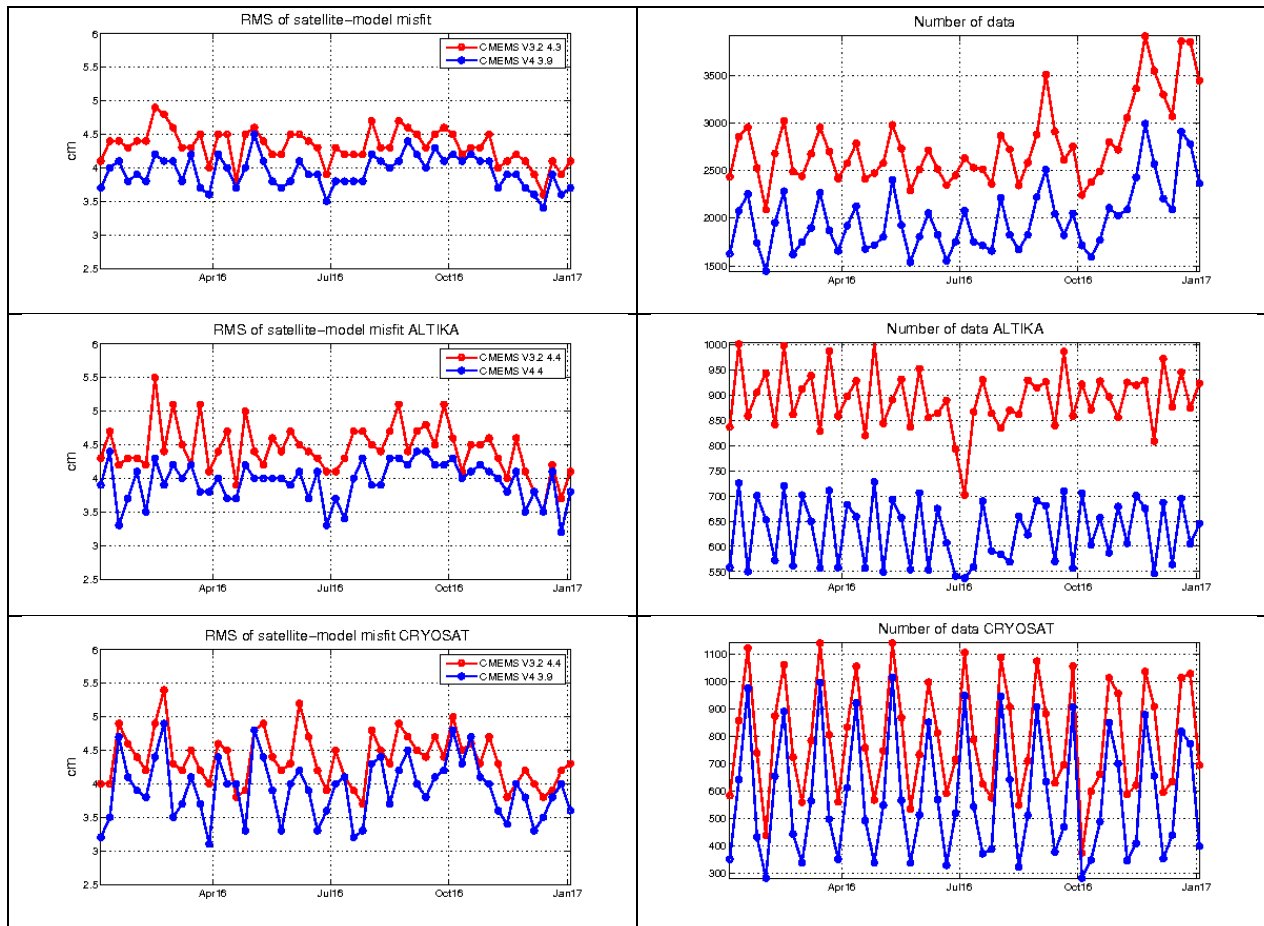 RMS of satellite-model misfit
6
5.5
5
4.5
4
3.5
3
2.5
cm
CMEMS V3.2 4.3
CMEMS V4 3.9
Apr16 Jul16 Oct16 Jan17
Number of data
3500
3000
2500
2000
1500
Apr16 Jul16 Oct16 Jan17
RMS of satellite-model misfit ALTIKA
6
5.5
5
4.5
4
3.5
3
2.5
cm
CMEMS V3.2 4.4
CMEMS V4 4
Apr16 Jul16 Oct16 Jan17
Number of data ALTIKA
1000
950
900
850
800
750
700
650
600
550
Apr16 Jul16 Oct16 Jan17
RMS of satellite-model misfit CRYOSAT
6
5.5
5
4.5
4
3.5
3
2.5
cm
CMEMS V3.2 4.4
CMEMS V4 3.9
Apr16 Jul16 Oct16 Jan17
Number of data CRYOSAT
1100
1000
900
800
700
600
500
400
300
Apr16 Jul16 Oct16 Jan17